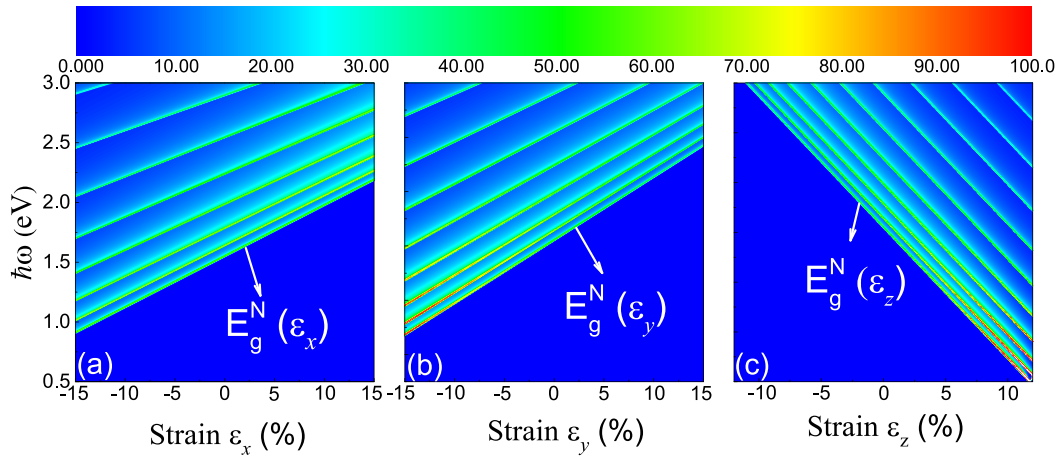 0.000 10.00 20.00 30.00 40.00 50.00 60.00 70.00 80.00 90.00 100.0
3.0
2.5
2.0
1.5
1.0
0.5
ħω (eV)
(a)
E_g^N(ε_x)
-15 -10 -5 0 5 10 15
Strain ε_x (%)
(b)
E_g^N(ε_y)
-15 -10 -5 0 5 10 15
Strain ε_y (%)
(c)
E_g^N(ε_z)
-10 -5 0 5 10
Strain ε_z (%)